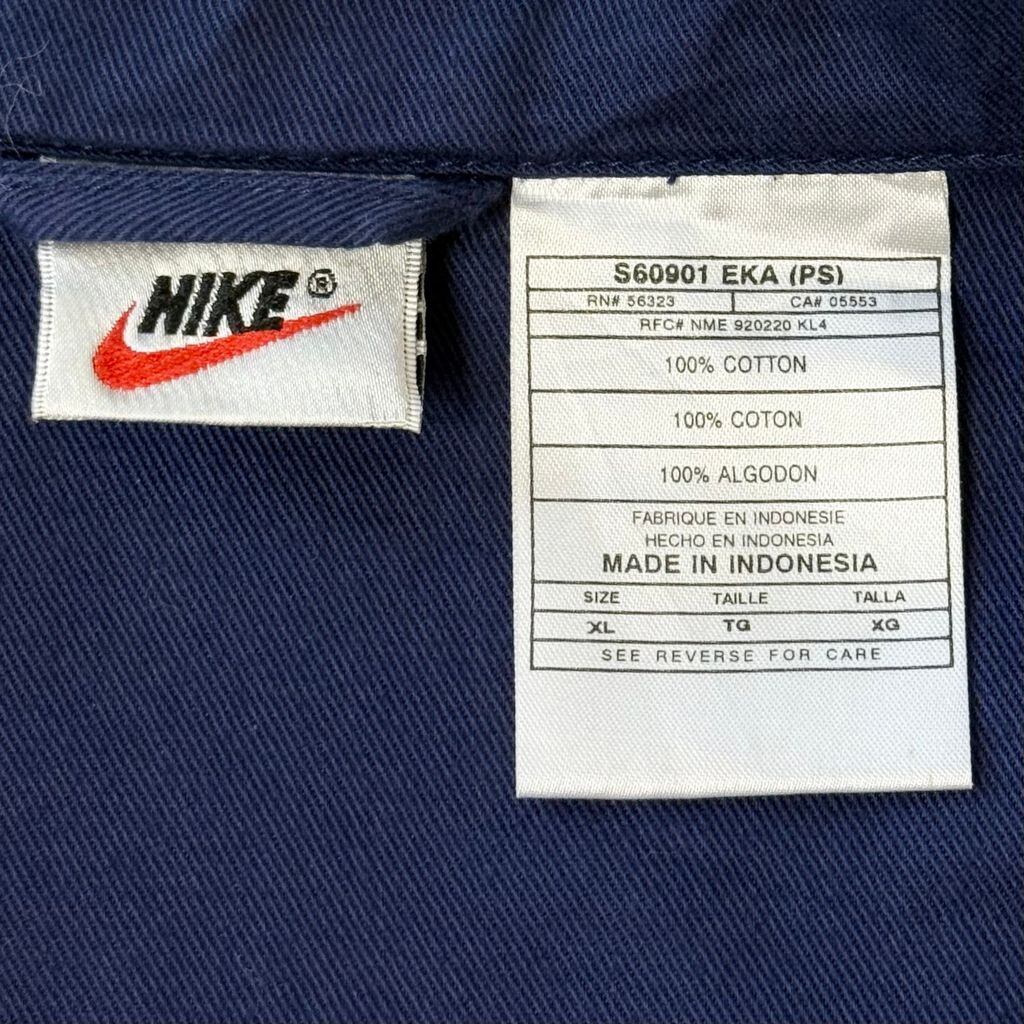 NIKE®
S60901 EKA (PS)
RN# 56323 CA# 05553
RFC# NME 920220 KL4
100% COTTON
100% COTON
100% ALGODON
FABRIQUE EN INDONESIE
HECHO EN INDONESIA
MADE IN INDONESIA
SIZE TAILLE TALLA
XL TG XG
SEE REVERSE FOR CARE